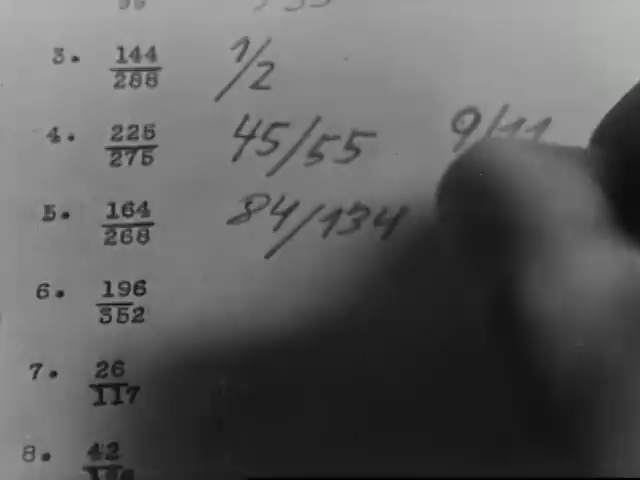 3. 144/288 1/2
4. 225/275 45/55 9/11
5. 164/268 84/134
6. 196/352
7. 26/117
8. 42